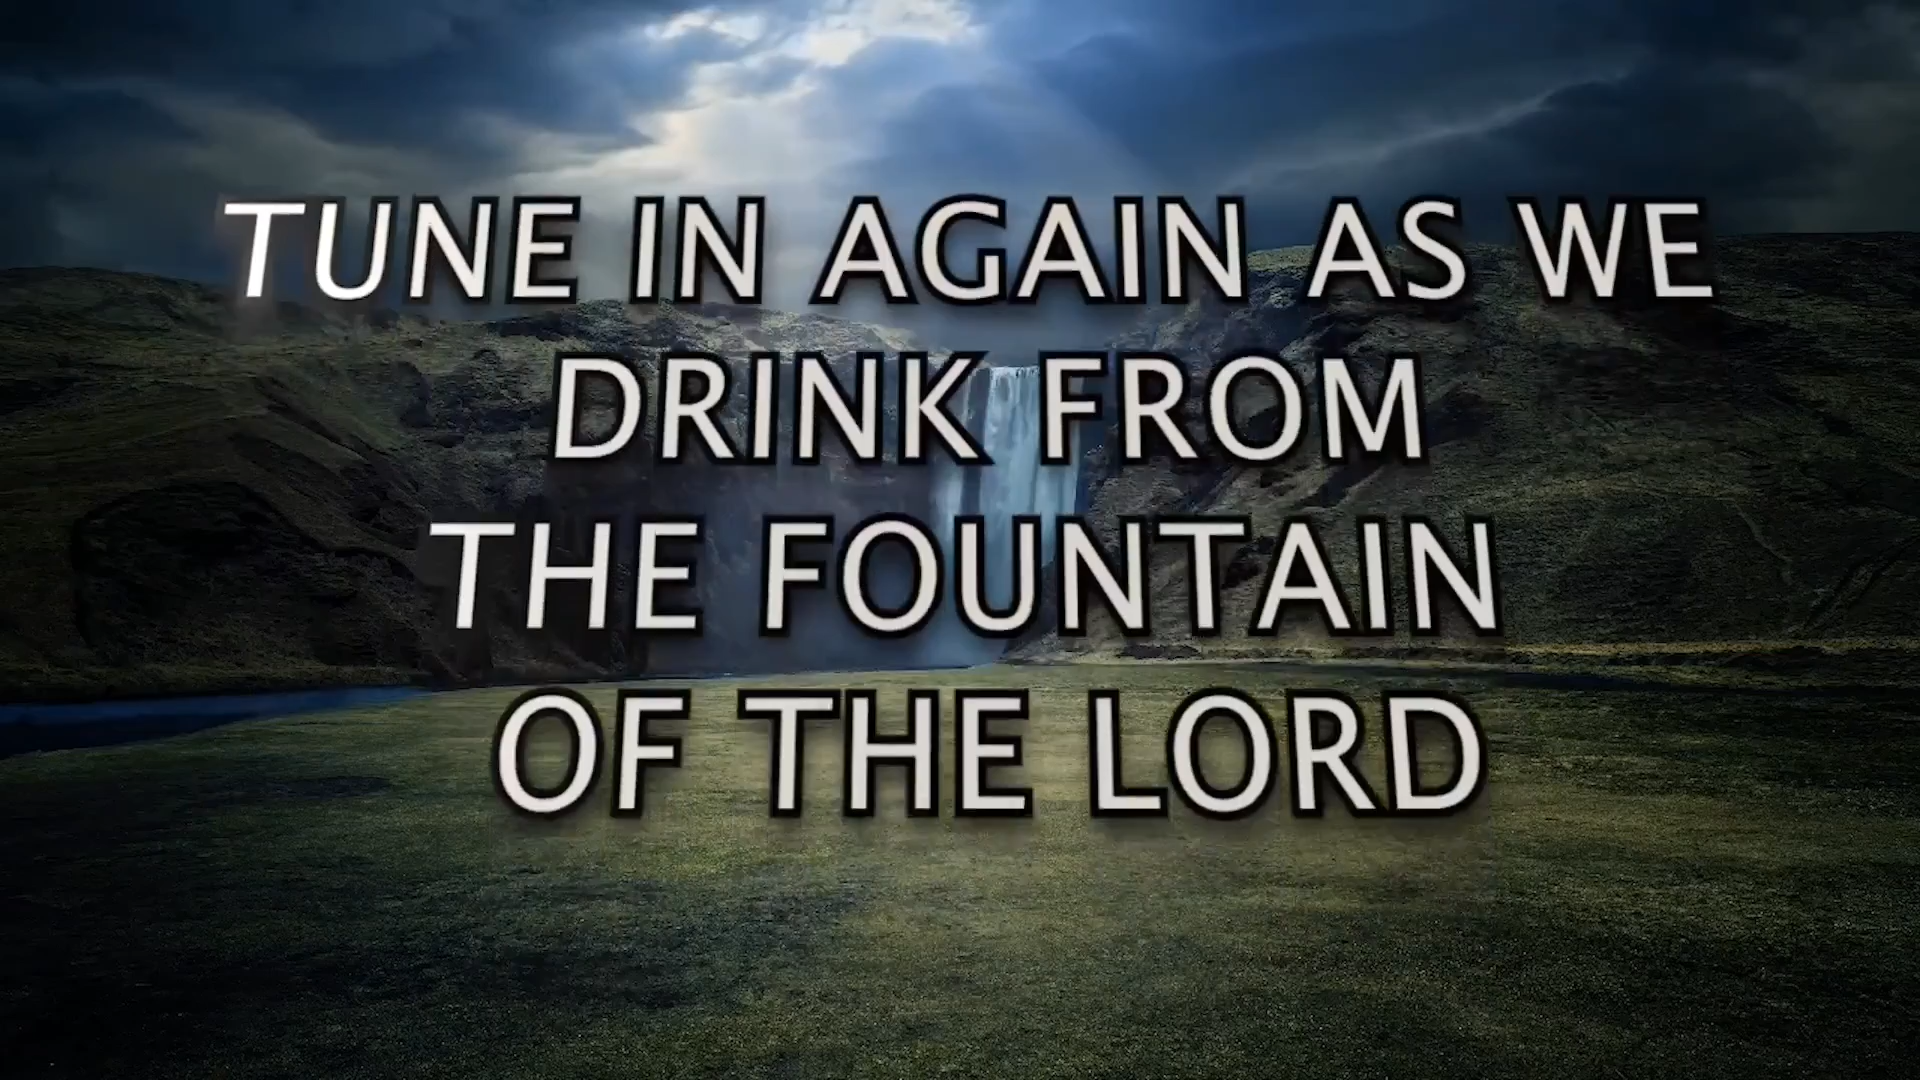 TUNE IN AGAIN AS WE
DRINK FROM
THE FOUNTAIN
OF THE LORD